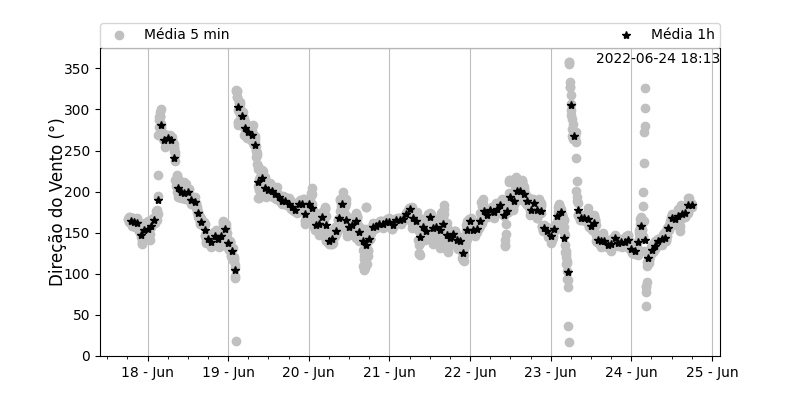 Média 5 min
Média 1h
2022-06-24 18:13
Direção do Vento (°)
350
300
250
200
150
100
50
0
18 - Jun
19 - Jun
20 - Jun
21 - Jun
22 - Jun
23 - Jun
24 - Jun
25 - Jun